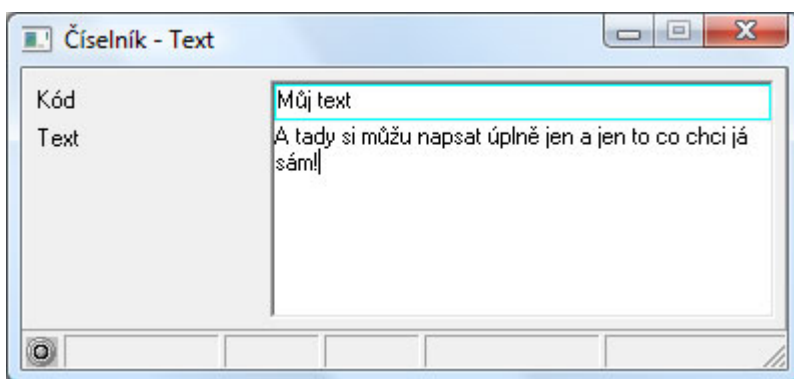 Číselník - Text
Kód
Můj text
Text
A tady si můžu napsat úplně jen a jen to co chci já
sám!